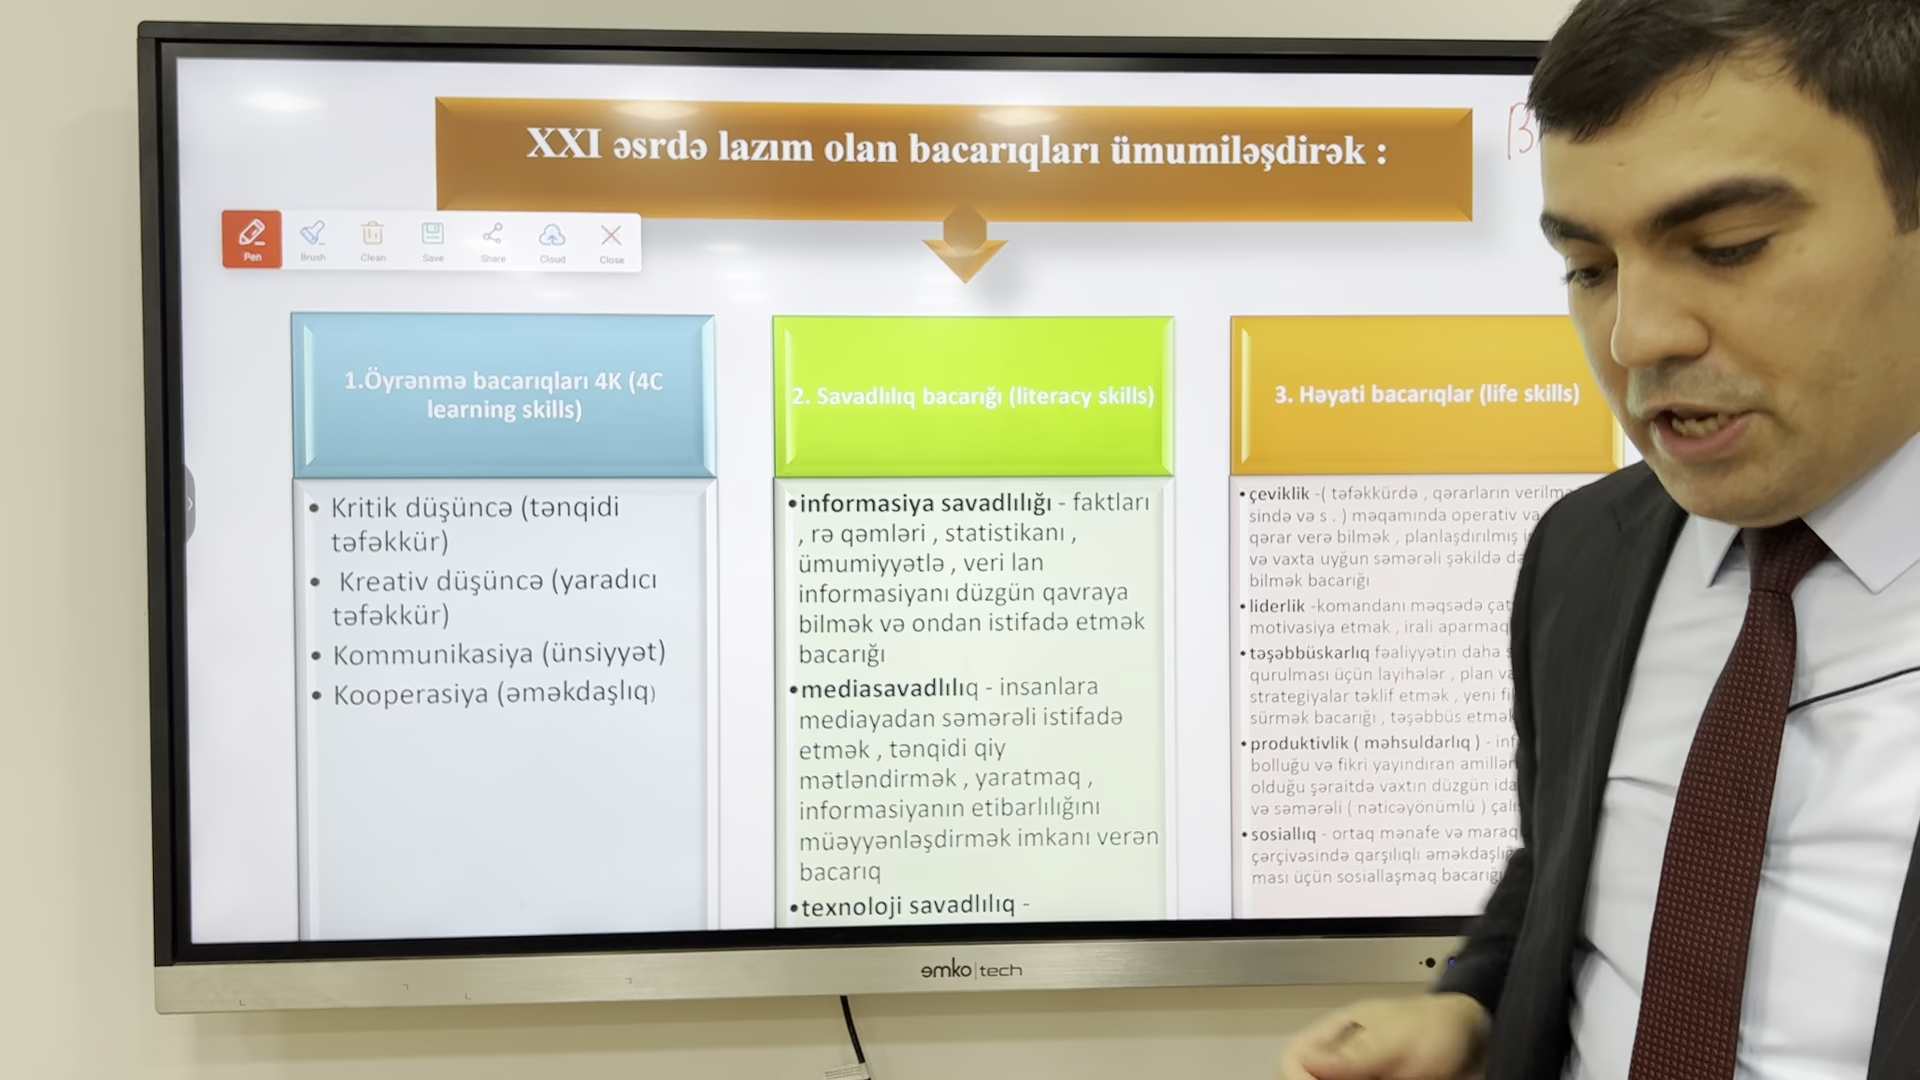 XXI əsrdə lazım olan bacarıqları ümumiləşdirək :
Pen Brush Clean Save Share Cloud Close
1.Öyrənmə bacarıqları 4K (4C
learning skills)
• Kritik düşüncə (tənqidi
təfəkkür)
• Kreativ düşüncə (yaradıcı
təfəkkür)
• Kommunikasiya (ünsiyyət)
• Kooperasiya (əməkdaşlıq)
2. Savadlılıq bacarığı (literacy skills)
•informasiya savadlılığı - faktları
, rə qəmləri , statistikanı ,
ümumiyyətlə , veri lan
informasiyanı düzgün qavraya
bilmək və ondan istifadə etmək
bacarığı
•mediasavadlılıq - insanlara
mediayadan səmərəli istifadə
etmək , tənqidi qiy
mətləndirmək , yaratmaq ,
informasiyanın etibarlılığını
müəyyənləşdirmək imkanı verən
bacarıq
•texnoloji savadlılıq -
3. Həyati bacarıqlar (life skills)
•çeviklik -( təfəkkürdə , qərarların
sində və s . ) məqamında operativ
qərar verə bilmək , planlaşdırılmış
və vaxta uyğun səmərəli şəkildə
bilmək bacarığı
•liderlik -komandanı məqsədə
motivasiya etmak , irali
•təşəbbüskarlıq fəaliyyətin daha
qurulması üçün layihələr , plan
strategiyalar təklif etmək , yeni
sürmək bacarığı , təşəbbüs
•produktivlik ( məhsuldarlıq ) -
bolluğu və fikri yayındıran
olduğu şəraitdə vaxtın düzgün
və səmərəli ( nəticəyönümlü )
•sosiallıq - ortaq mənafe və
çərçivəsində qarşılıqlı
ması üçün sosiallaşmaq
əmko|tech